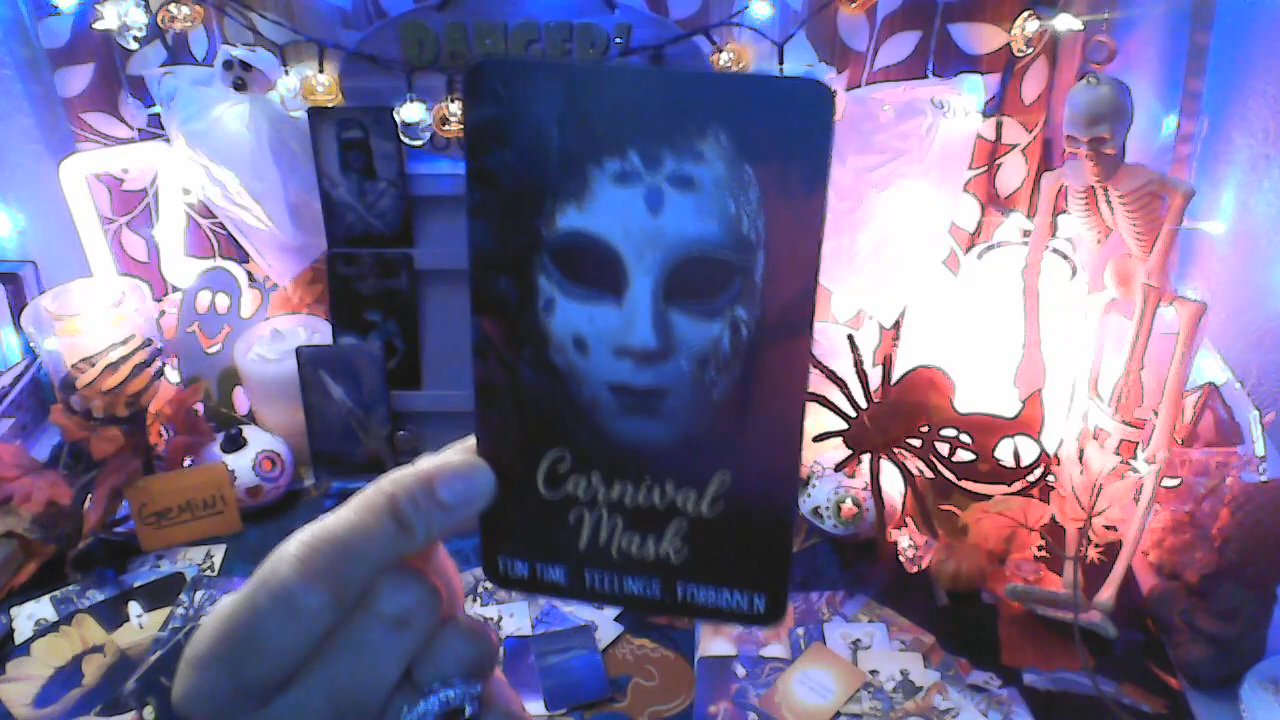 DANGER!
Carnival
Mask
FUN TIME FEELINGS FORBIDDEN
GEMINI